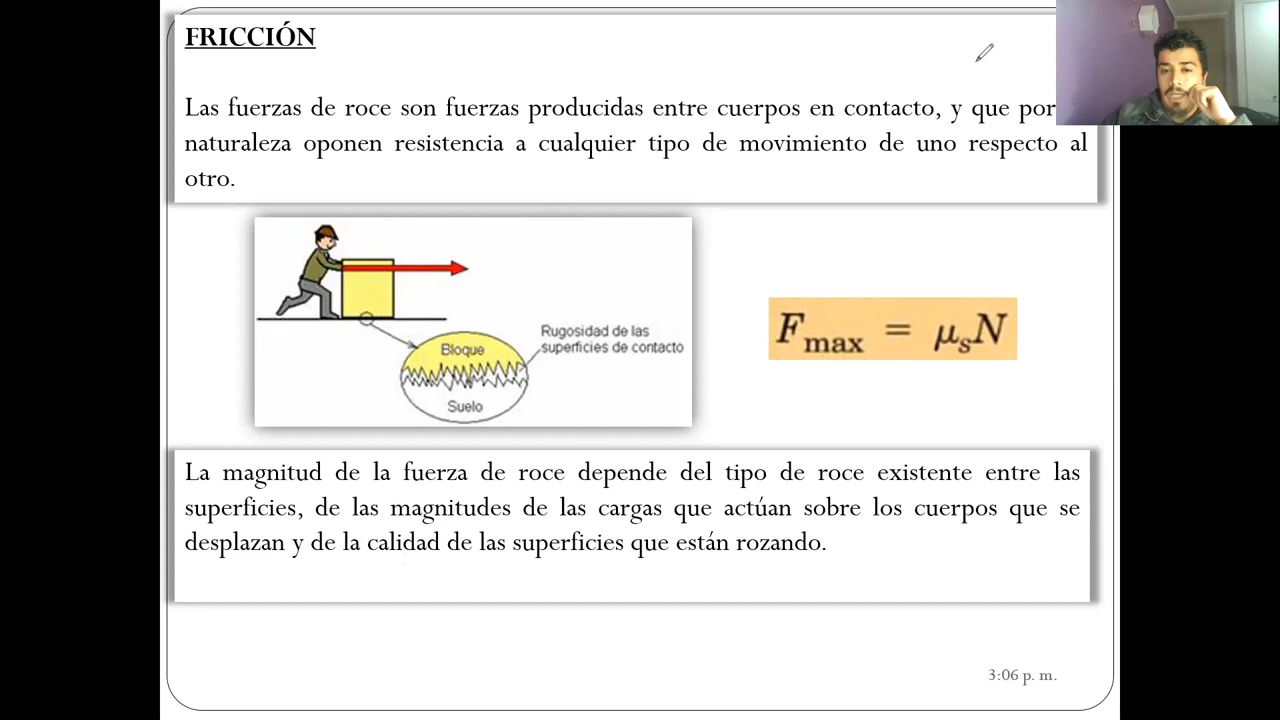 FRICCIÓN
Las fuerzas de roce son fuerzas producidas entre cuerpos en contacto, y que por
naturaleza oponen resistencia a cualquier tipo de movimiento de uno respecto al
otro.
Rugosidad de las
superficies de contacto
Bloque
Suelo
F_max = μ_s N
La magnitud de la fuerza de roce depende del tipo de roce existente entre las
superficies, de las magnitudes de las cargas que actúan sobre los cuerpos que se
desplazan y de la calidad de las superficies que están rozando.
3:06 p. m.